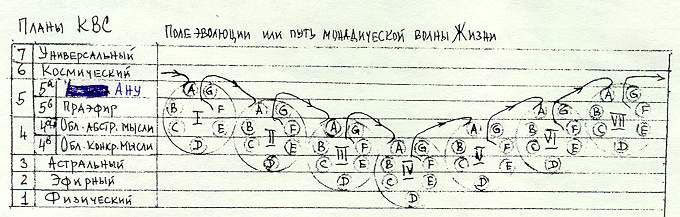 Планы КВС
Поле эволюции или путь монадической волны Жизни
7 Универсальный
6 Космический
5 5а Ану
5б Праэфир
4 4а Обл. абстр. мысли
4б Обл. конкр. мысли
3 Астральный
2 Эфирный
1 Физический
A G B F C E D I
A G B F C E D II
A G B F C E D III
A G B F C E D IV
A G B F C E D V
A G B F C E D VI
A G B F C E D VII